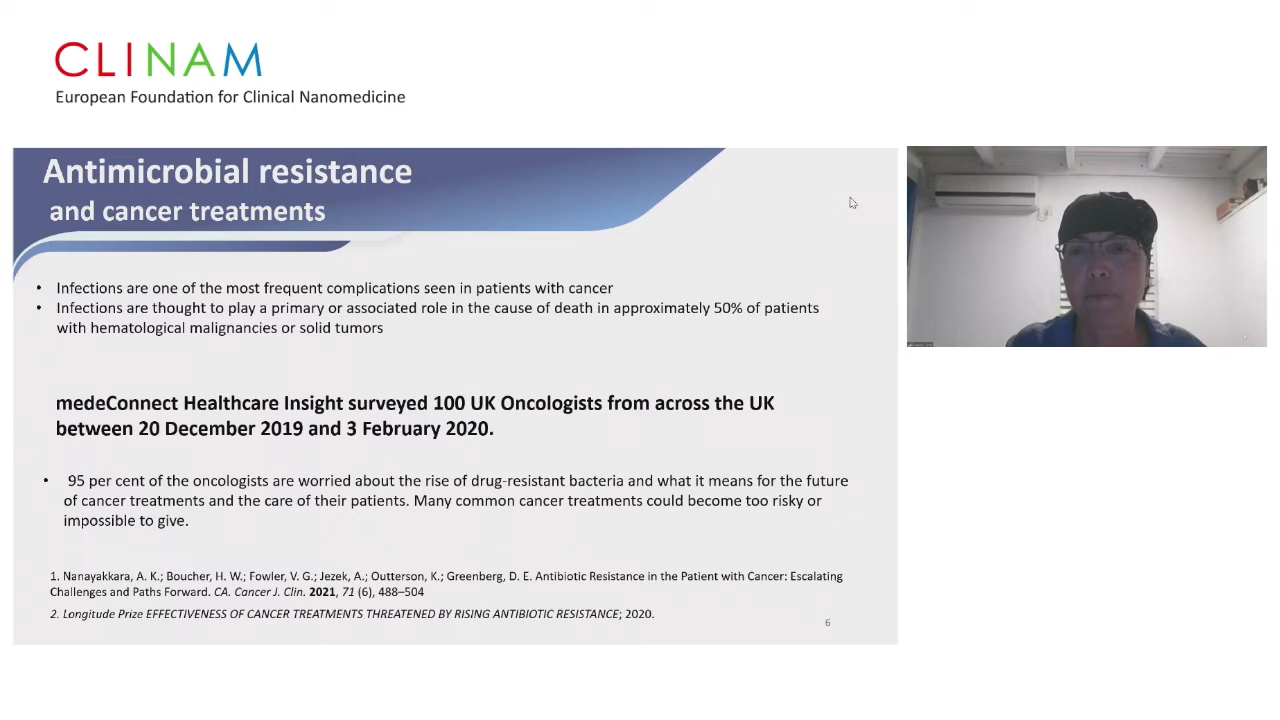 CLINAM
European Foundation for Clinical Nanomedicine
Antimicrobial resistance
and cancer treatments
• Infections are one of the most frequent complications seen in patients with cancer
• Infections are thought to play a primary or associated role in the cause of death in approximately 50% of patients
with hematological malignancies or solid tumors
medeConnect Healthcare Insight surveyed 100 UK Oncologists from across the UK
between 20 December 2019 and 3 February 2020.
• 95 per cent of the oncologists are worried about the rise of drug-resistant bacteria and what it means for the future
of cancer treatments and the care of their patients. Many common cancer treatments could become too risky or
impossible to give.
1. Nanayakkara, A. K.; Boucher, H. W.; Fowler, V. G.; Jezek, A.; Outterson, K.; Greenberg, D. E. Antibiotic Resistance in the Patient with Cancer: Escalating
Challenges and Paths Forward. CA. Cancer J. Clin. 2021, 71 (6), 488–504
2. Longitude Prize EFFECTIVENESS OF CANCER TREATMENTS THREATENED BY RISING ANTIBIOTIC RESISTANCE; 2020.
6